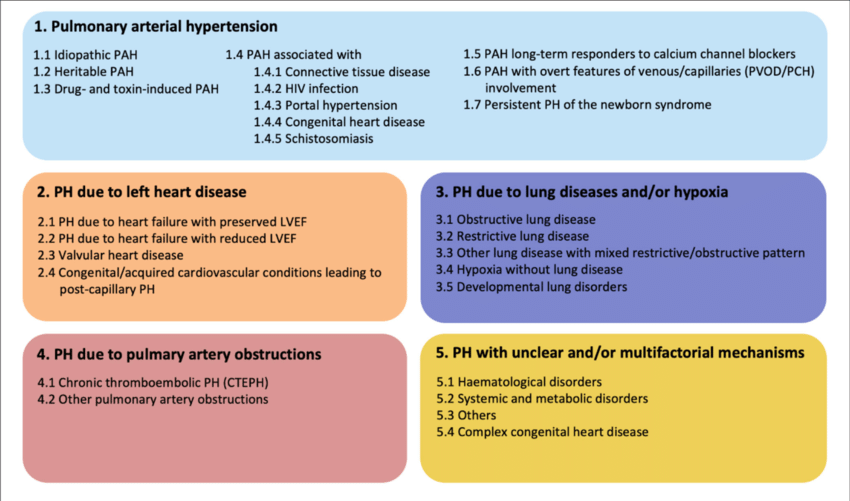 1. Pulmonary arterial hypertension
1.1 Idiopathic PAH
1.2 Heritable PAH
1.3 Drug- and toxin-induced PAH
1.4 PAH associated with
1.4.1 Connective tissue disease
1.4.2 HIV infection
1.4.3 Portal hypertension
1.4.4 Congenital heart disease
1.4.5 Schistosomiasis
1.5 PAH long-term responders to calcium channel blockers
1.6 PAH with overt features of venous/capillaries (PVOD/PCH)
involvement
1.7 Persistent PH of the newborn syndrome
2. PH due to left heart disease
2.1 PH due to heart failure with preserved LVEF
2.2 PH due to heart failure with reduced LVEF
2.3 Valvular heart disease
2.4 Congenital/acquired cardiovascular conditions leading to
post-capillary PH
3. PH due to lung diseases and/or hypoxia
3.1 Obstructive lung disease
3.2 Restrictive lung disease
3.3 Other lung disease with mixed restrictive/obstructive pattern
3.4 Hypoxia without lung disease
3.5 Developmental lung disorders
4. PH due to pulmary artery obstructions
4.1 Chronic thromboembolic PH (CTEPH)
4.2 Other pulmonary artery obstructions
5. PH with unclear and/or multifactorial mechanisms
5.1 Haematological disorders
5.2 Systemic and metabolic disorders
5.3 Others
5.4 Complex congenital heart disease